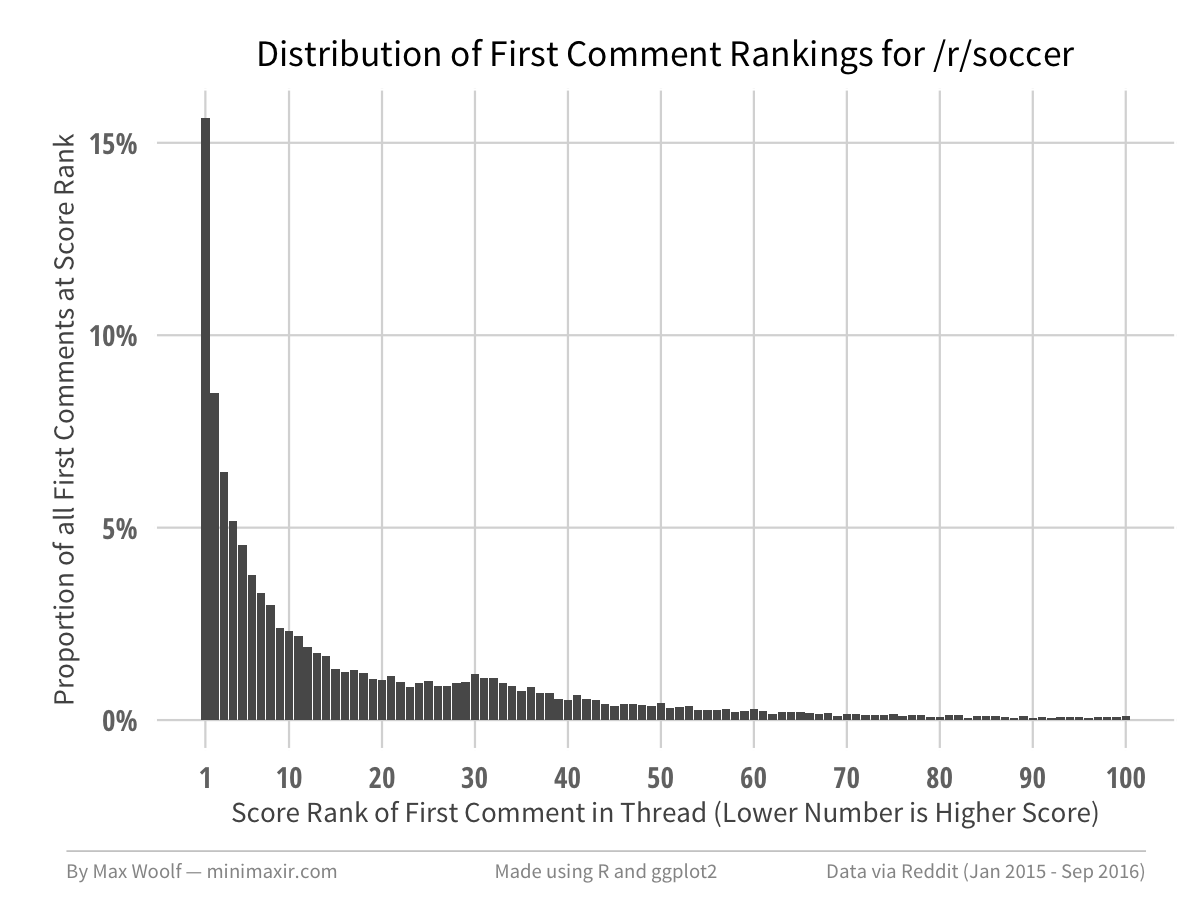 Distribution of First Comment Rankings for /r/soccer
Proportion of all First Comments at Score Rank
15%
10%
5%
0%
1 10 20 30 40 50 60 70 80 90 100
Score Rank of First Comment in Thread (Lower Number is Higher Score)
By Max Woolf — minimaxir.com Made using R and ggplot2 Data via Reddit (Jan 2015 - Sep 2016)